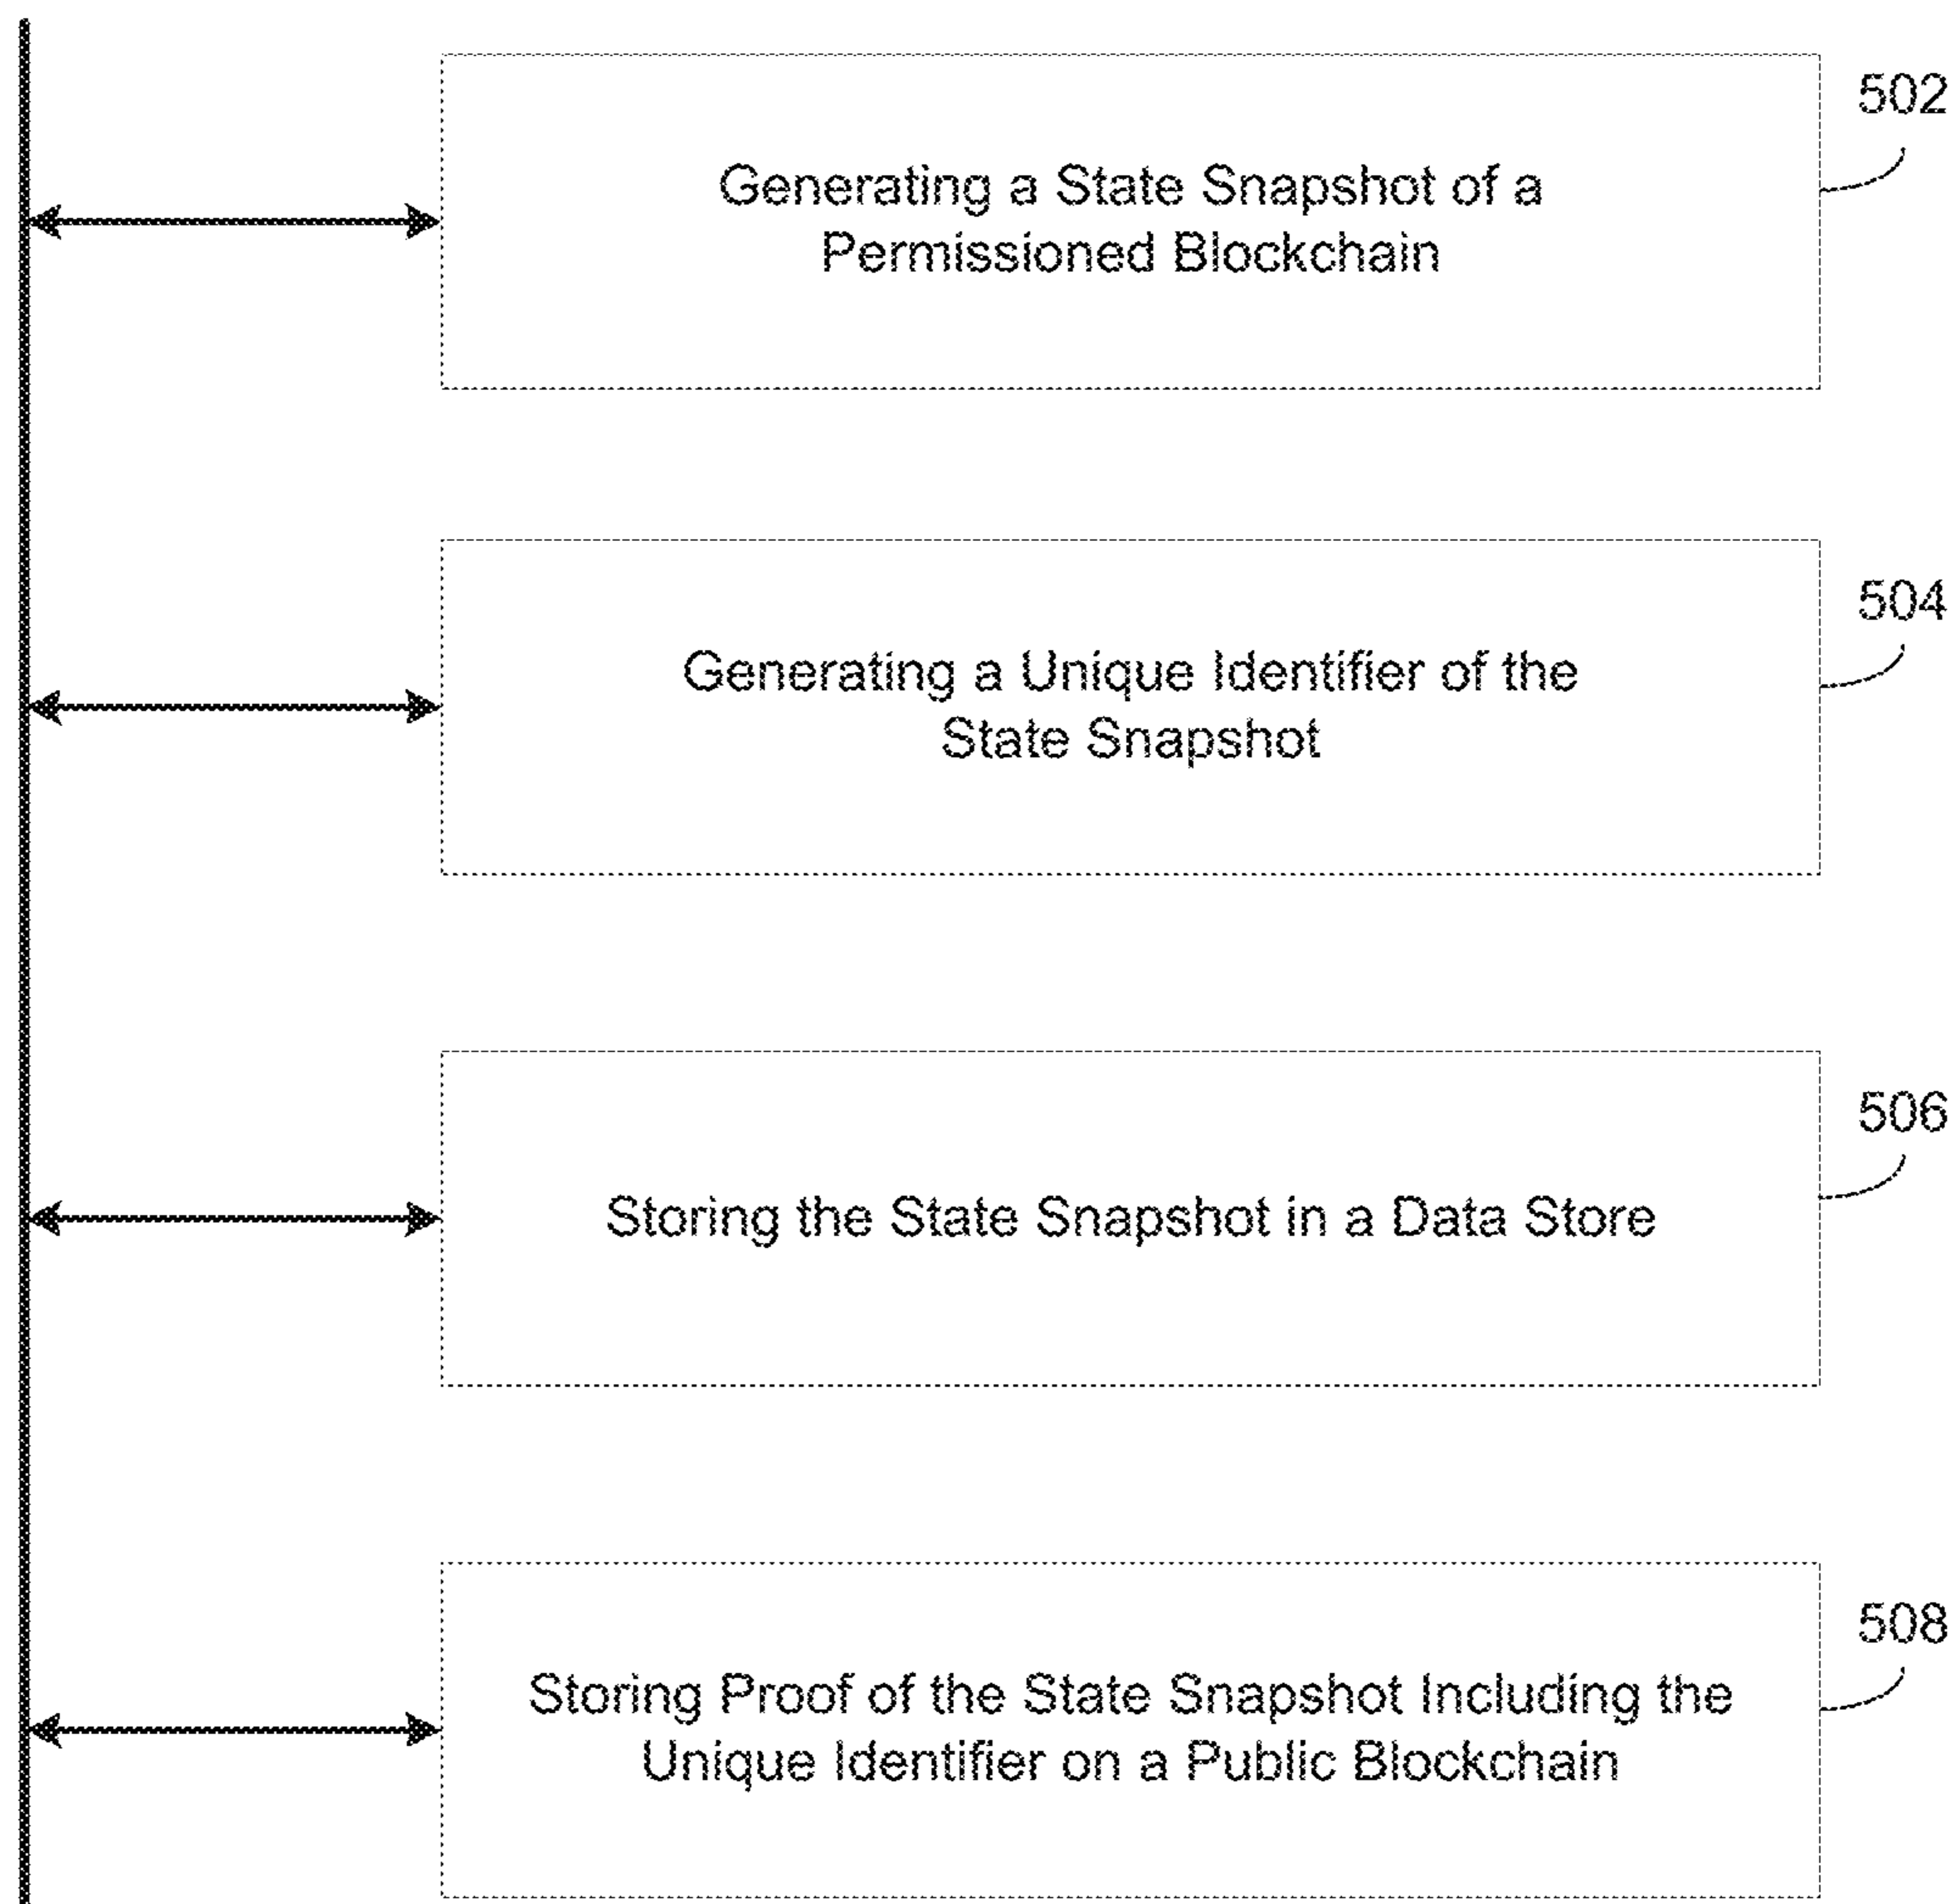 502
Generating a State Snapshot of a
Permissioned Blockchain
504
Generating a Unique Identifier of the
State Snapshot
506
Storing the State Snapshot in a Data Store
508
Storing Proof of the State Snapshot Including the
Unique Identifier on a Public Blockchain